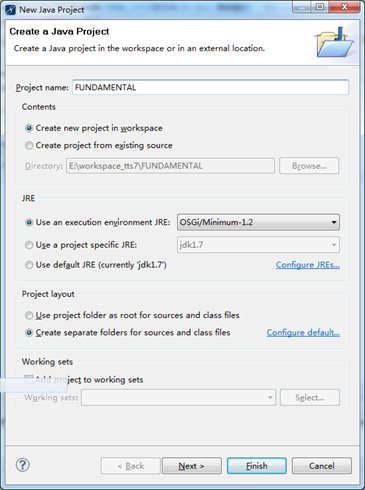 New Java Project
Create a Java Project
Create a Java project in the workspace or in an external location.
Project name: FUNDAMENTAL
Contents
Create new project in workspace
Create project from existing source
Directory: E:\workspace_tts7\FUNDAMENTAL Browse...
JRE
Use an execution environment JRE: OSGi/Minimum-1.2
Use a project specific JRE: jdk1.7
Use default JRE (currently 'jdk1.7') Configure JREs...
Project layout
Use project folder as root for sources and class files
Create separate folders for sources and class files Configure default...
Working sets
Add project to working sets
Working sets: Select...
? < Back Next > Finish Cancel